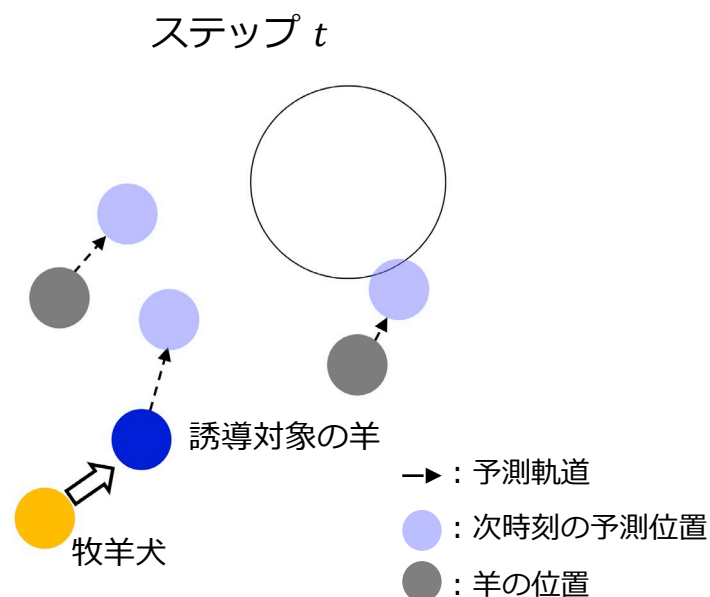 ステップ t
誘導対象の羊
牧羊犬
：予測軌道
：次時刻の予測位置
：羊の位置